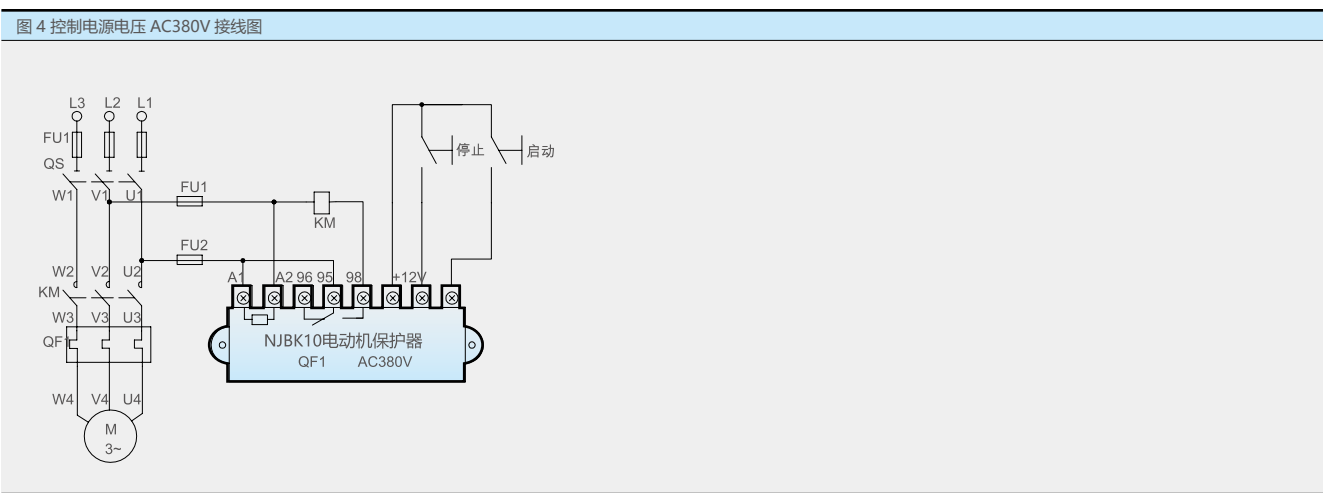 图 4 控制电源电压 AC380V 接线图
L3 L2 L1
FU1
停止 启动
QS
FU1
W1 V1 U1
KM
FU2
W2 V2 U2
A1 A2 96 95 98 +12V
KM
W3 V3 U3
QF1
NJBK10电动机保护器
QF1 AC380V
W4 V4 U4
M
3~